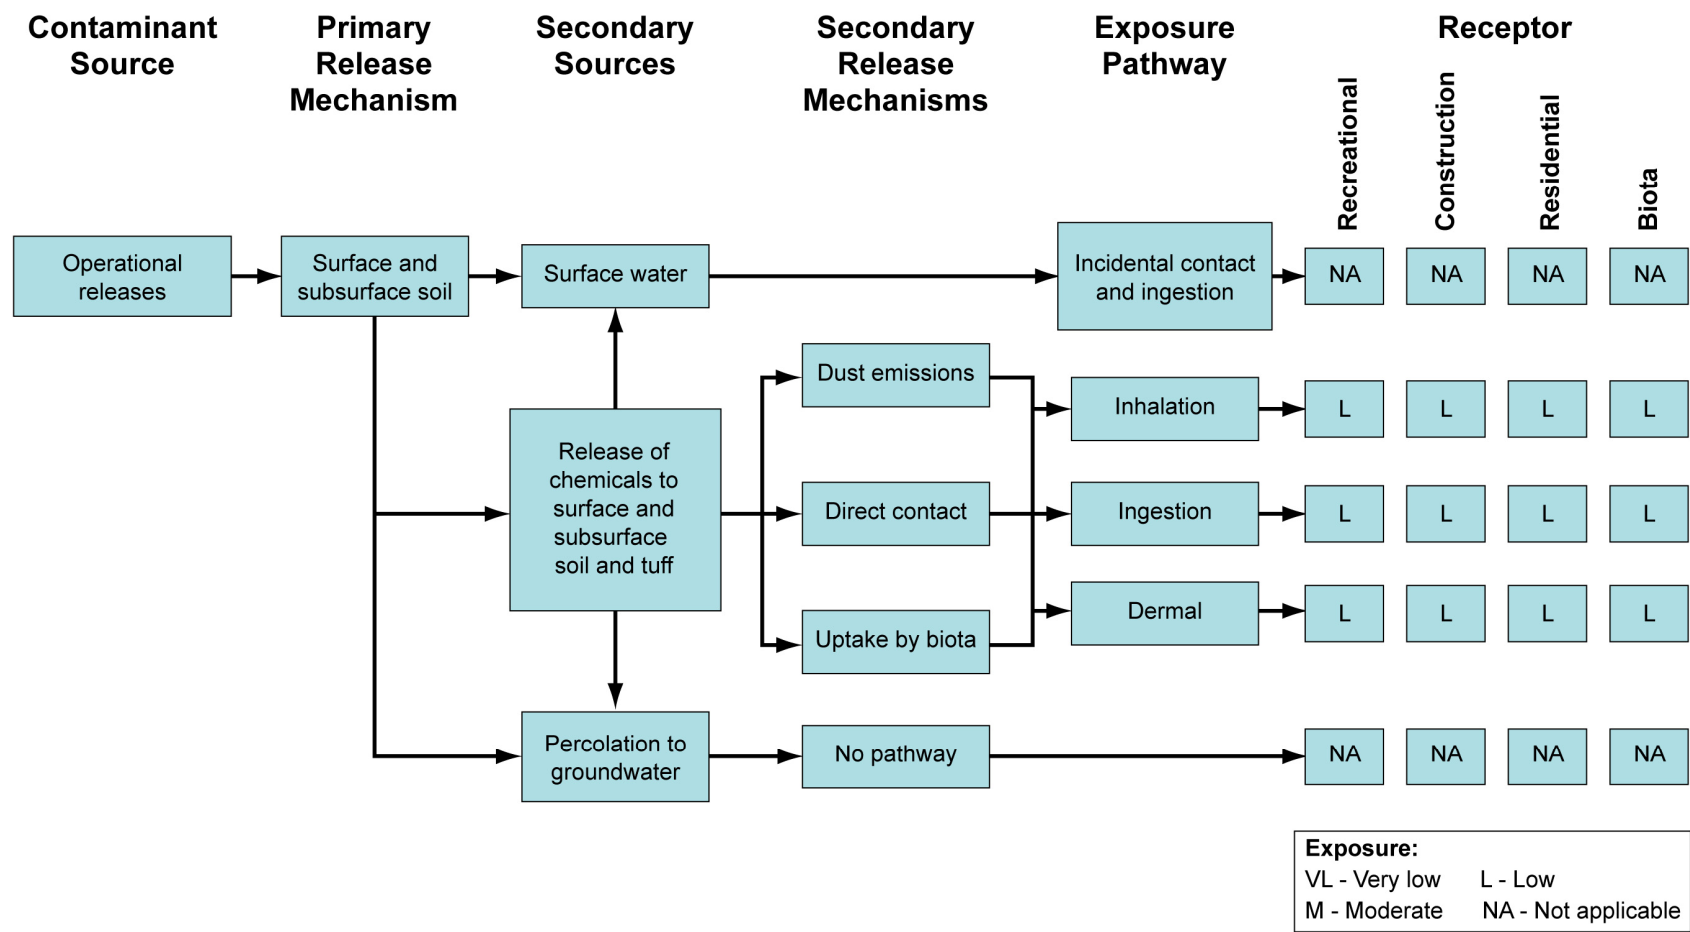 Contaminant
Source
Primary
Release
Mechanism
Secondary
Sources
Secondary
Release
Mechanisms
Exposure
Pathway
Receptor
Recreational
Construction
Residential
Biota
Operational
releases
Surface and
subsurface soil
Surface water
Incidental contact
and ingestion
NA NA NA NA
Dust emissions
Inhalation
L L L L
Release of
chemicals to
surface and
subsurface
soil and tuff
Direct contact
Ingestion
L L L L
Uptake by biota
Dermal
L L L L
Percolation to
groundwater
No pathway
NA NA NA NA
Exposure:
VL - Very low L - Low
M - Moderate NA - Not applicable